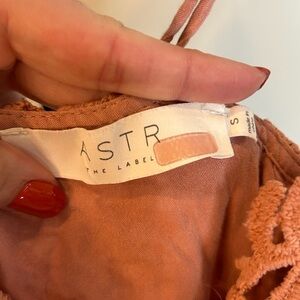 ASTR
THE LABEL
S